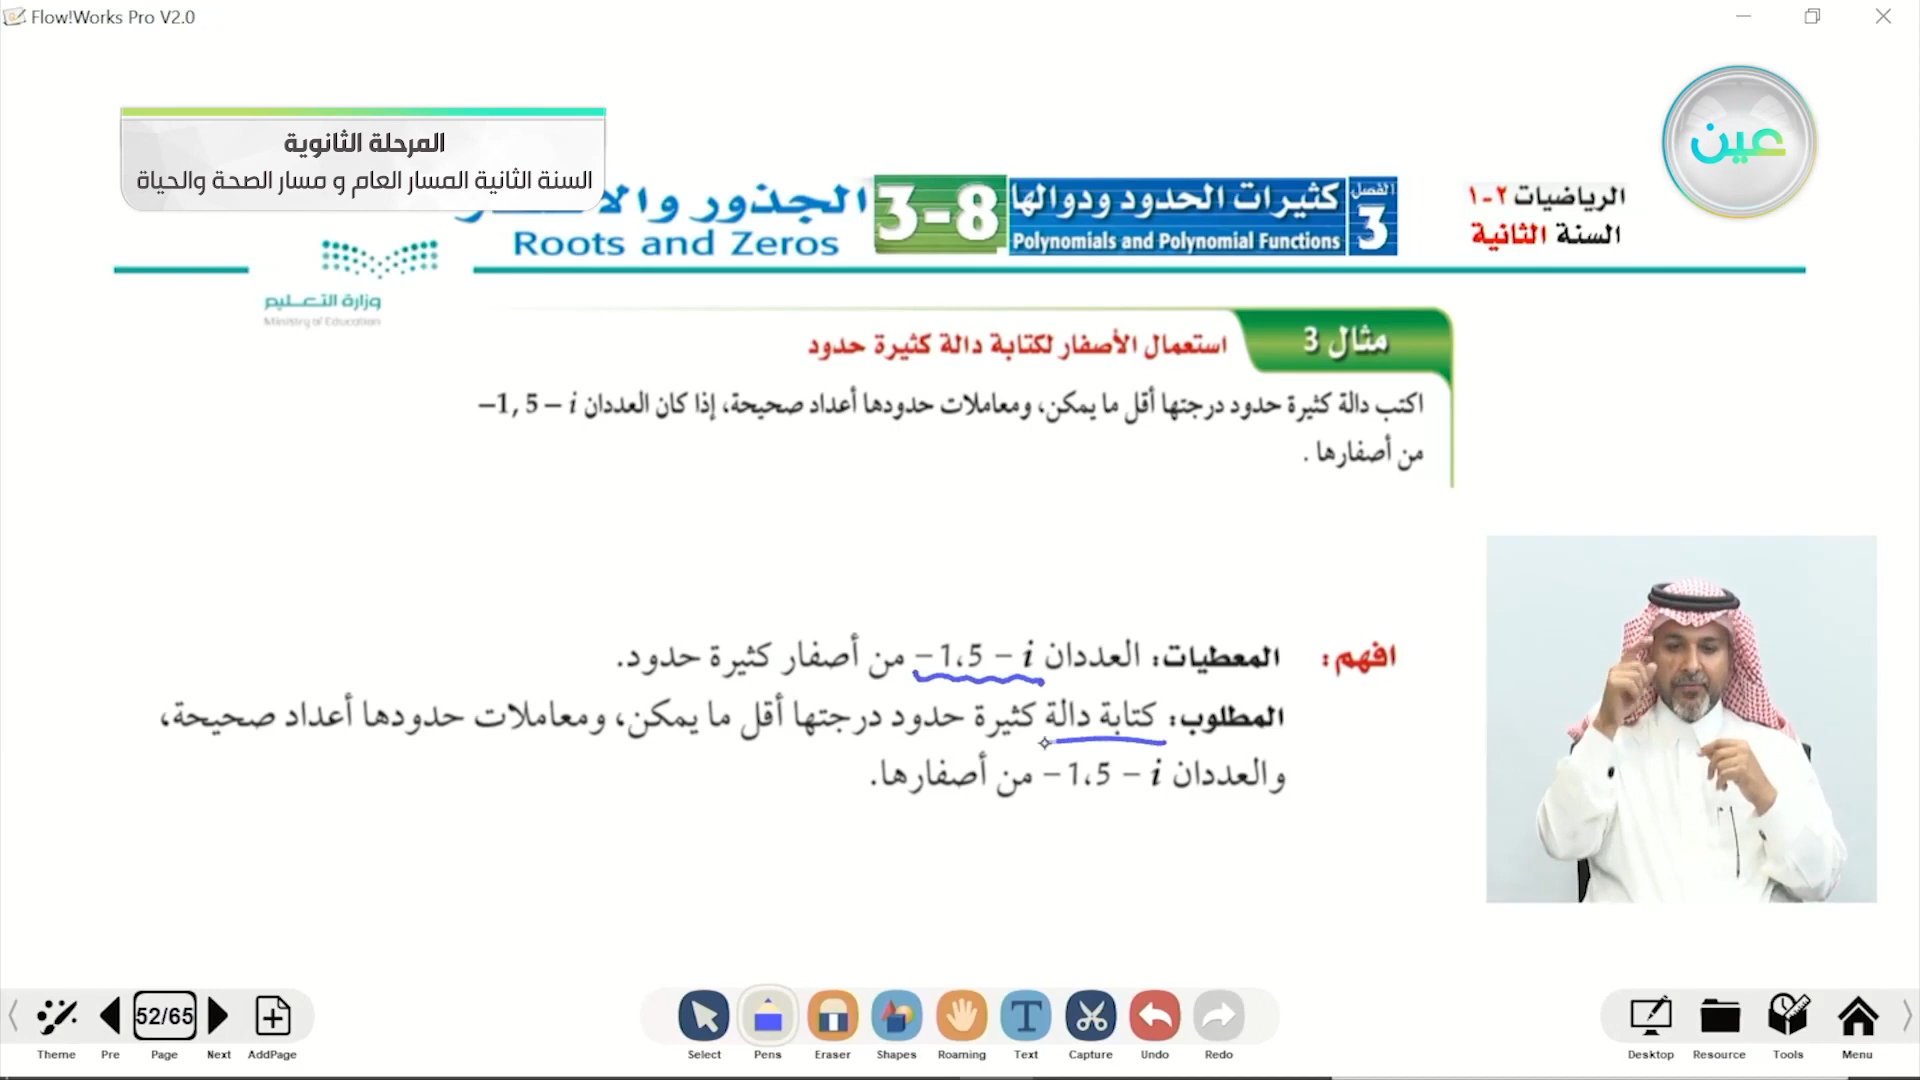 Flow!Works Pro V2.0
المرحلة الثانوية
السنة الثانية المسار العام و مسار الصحة والحياة
عين
الرياضيات ٢-١
السنة الثانية
الفصل 3
كثيرات الحدود ودوالها
Polynomials and Polynomial Functions
3-8
الجذور
Roots and Zeros
وزارة التعليم
Ministry of Education
مثال 3
استعمال الأصفار لكتابة دالة كثيرة حدود
اكتب دالة كثيرة حدود درجتها أقل ما يمكن، ومعاملات حدودها أعداد صحيحة، إذا كان العددان −1, 5 − i
من أصفارها .
افهم: المعطيات: العددان −1،5 − i من أصفار كثيرة حدود.
المطلوب: كتابة دالة كثيرة حدود درجتها أقل ما يمكن، ومعاملات حدودها أعداد صحيحة،
والعددان −1،5 − i من أصفارها.
52/65
Theme Pre Page Next AddPage
Select Pens Eraser Shapes Roaming Text Capture Undo Redo
Desktop Resource Tools Menu